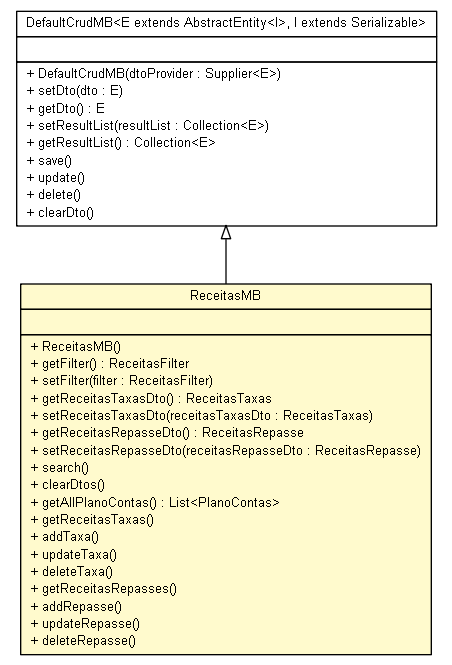 DefaultCrudMB<E extends AbstractEntity<I>, I extends Serializable>
+ DefaultCrudMB(dtoProvider : Supplier<E>)
+ setDto(dto : E)
+ getDto() : E
+ setResultList(resultList : Collection<E>)
+ getResultList() : Collection<E>
+ save()
+ update()
+ delete()
+ clearDto()
ReceitasMB
+ ReceitasMB()
+ getFilter() : ReceitasFilter
+ setFilter(filter : ReceitasFilter)
+ getReceitasTaxasDto() : ReceitasTaxas
+ setReceitasTaxasDto(receitasTaxasDto : ReceitasTaxas)
+ getReceitasRepasseDto() : ReceitasRepasse
+ setReceitasRepasseDto(receitasRepasseDto : ReceitasRepasse)
+ search()
+ clearDtos()
+ getAllPlanoContas() : List<PlanoContas>
+ getReceitasTaxas()
+ addTaxa()
+ updateTaxa()
+ deleteTaxa()
+ getReceitasRepasses()
+ addRepasse()
+ updateRepasse()
+ deleteRepasse()